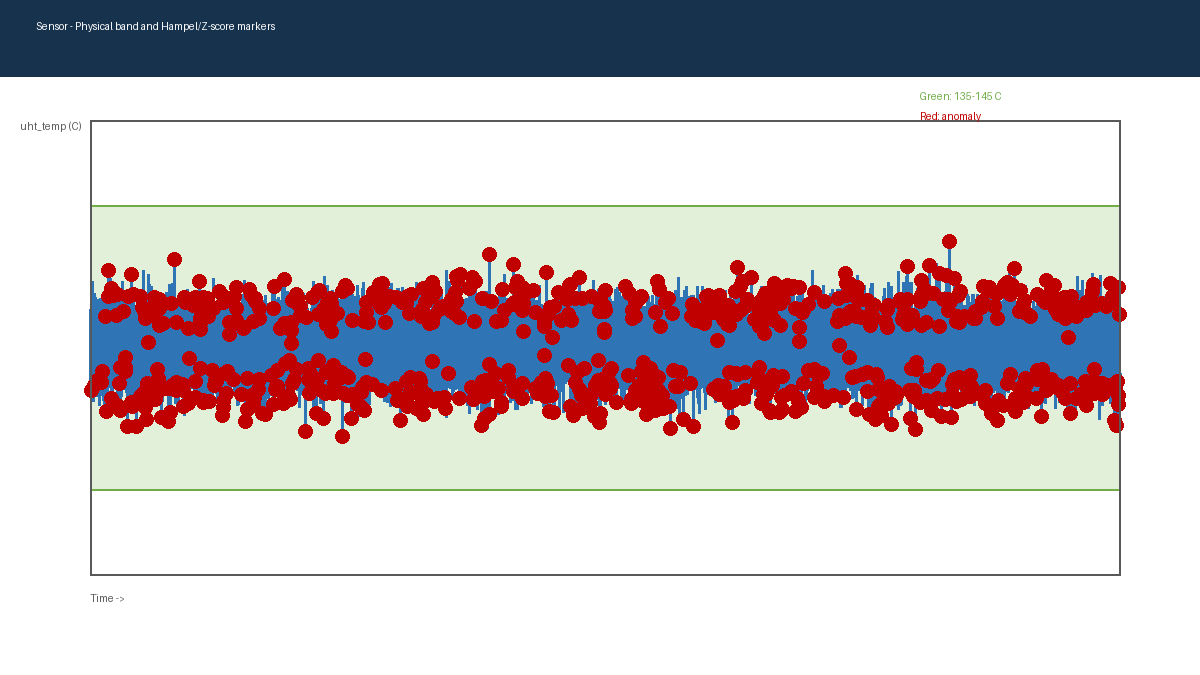 Sensor - Physical band and Hampel/Z-score markers
Green: 135-145 C
Red: anomaly
uht_temp (C)
Time ->